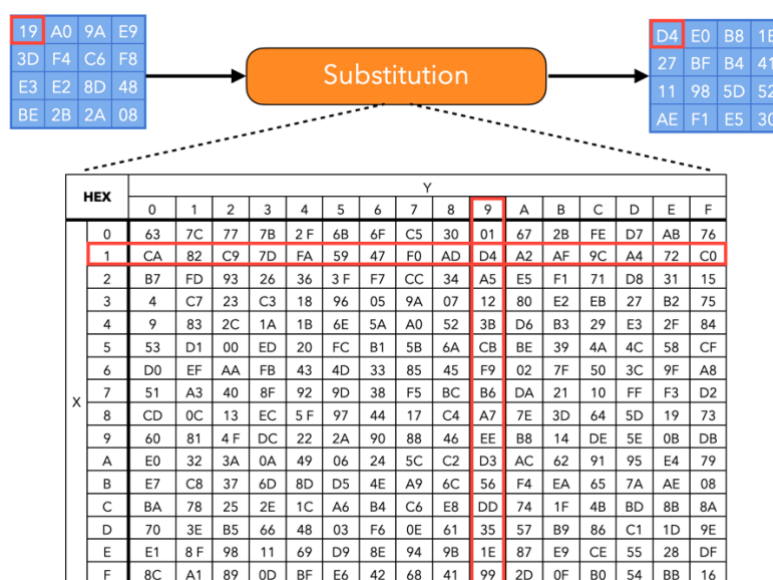 19 A0 9A E9
3D F4 C6 F8
E3 E2 8D 48
BE 2B 2A 08
Substitution
D4 E0 B8 1E
27 BF B4 41
11 98 5D 52
AE F1 E5 30
HEX Y
0 1 2 3 4 5 6 7 8 9 A B C D E F
X
0 63 7C 77 7B 2F 6B 6F C5 30 01 67 2B FE D7 AB 76
1 CA 82 C9 7D FA 59 47 F0 AD D4 A2 AF 9C A4 72 C0
2 B7 FD 93 26 36 3F F7 CC 34 A5 E5 F1 71 D8 31 15
3 4 C7 23 C3 18 96 05 9A 07 12 80 E2 EB 27 B2 75
4 9 83 2C 1A 1B 6E 5A A0 52 3B D6 B3 29 E3 2F 84
5 53 D1 00 ED 20 FC B1 5B 6A CB BE 39 4A 4C 58 CF
6 D0 EF AA FB 43 4D 33 85 45 F9 02 7F 50 3C 9F A8
7 51 A3 40 8F 92 9D 38 F5 BC B6 DA 21 10 FF F3 D2
8 CD 0C 13 EC 5F 97 44 17 C4 A7 7E 3D 64 5D 19 73
9 60 81 4F DC 22 2A 90 88 46 EE B8 14 DE 5E 0B DB
A E0 32 3A 0A 49 06 24 5C C2 D3 AC 62 91 95 E4 79
B E7 C8 37 6D 8D D5 4E A9 6C 56 F4 EA 65 7A AE 08
C BA 78 25 2E 1C A6 B4 C6 E8 DD 74 1F 4B BD 8B 8A
D 70 3E B5 66 48 03 F6 0E 61 35 57 B9 86 C1 1D 9E
E E1 8F 98 11 69 D9 8E 94 9B 1E 87 E9 CE 55 28 DF
F 8C A1 89 0D BF E6 42 68 41 99 2D 0F B0 54 BB 16